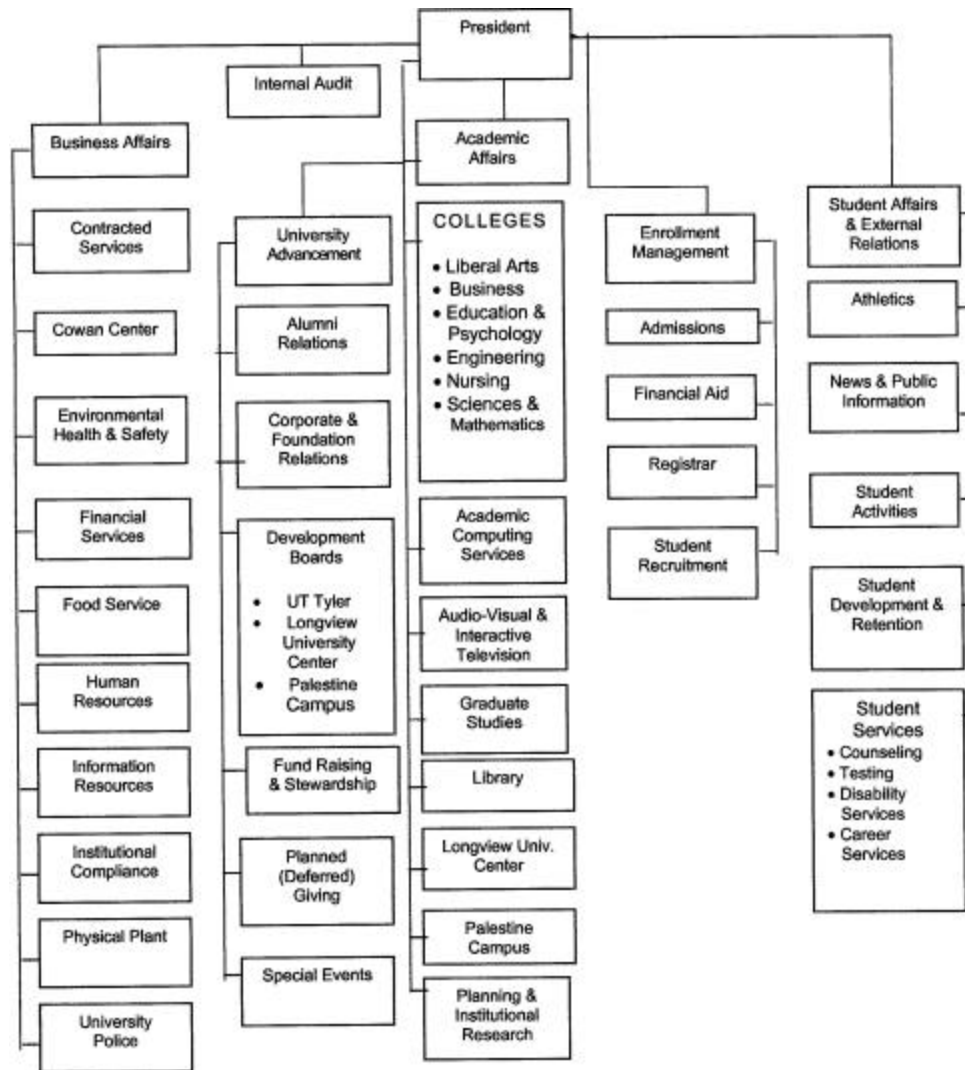 President
Internal Audit
Business Affairs
Contracted
Services
Cowan Center
Environmental
Health & Safety
Financial
Services
Food Service
Human
Resources
Information
Resources
Institutional
Compliance
Physical Plant
University
Police
University
Advancement
Alumni
Relations
Corporate &
Foundation
Relations
Development
Boards
• UT Tyler
• Longview
University
Center
• Palestine
Campus
Fund Raising
& Stewardship
Planned
(Deferred)
Giving
Special Events
Academic
Affairs
COLLEGES
• Liberal Arts
• Business
• Education &
Psychology
• Engineering
• Nursing
• Sciences &
Mathematics
Academic
Computing
Services
Audio-Visual &
Interactive
Television
Graduate
Studies
Library
Longview Univ.
Center
Palestine
Campus
Planning &
Institutional
Research
Enrollment
Management
Admissions
Financial Aid
Registrar
Student
Recruitment
Student Affairs
& External
Relations
Athletics
News & Public
Information
Student
Activities
Student
Development &
Retention
Student
Services
• Counseling
• Testing
• Disability
Services
• Career
Services